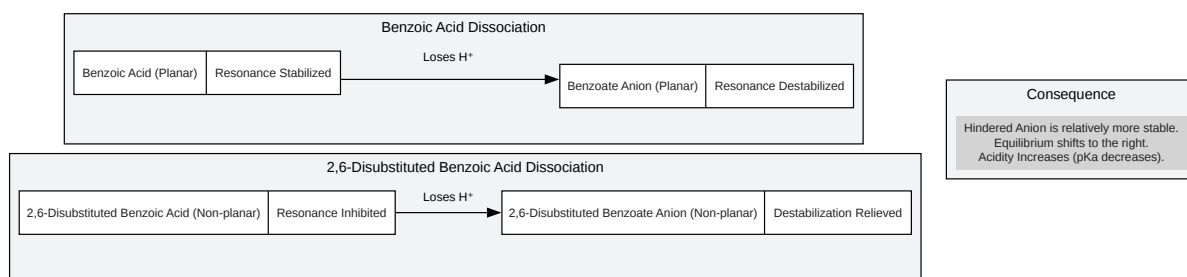 Benzoic Acid Dissociation
Benzoic Acid (Planar)
Resonance Stabilized
Loses H⁺
Benzoate Anion (Planar)
Resonance Destabilized
2,6-Disubstituted Benzoic Acid Dissociation
2,6-Disubstituted Benzoic Acid (Non-planar)
Resonance Inhibited
Loses H⁺
2,6-Disubstituted Benzoate Anion (Non-planar)
Destabilization Relieved
Consequence
Hindered Anion is relatively more stable.
Equilibrium shifts to the right.
Acidity Increases (pKa decreases).